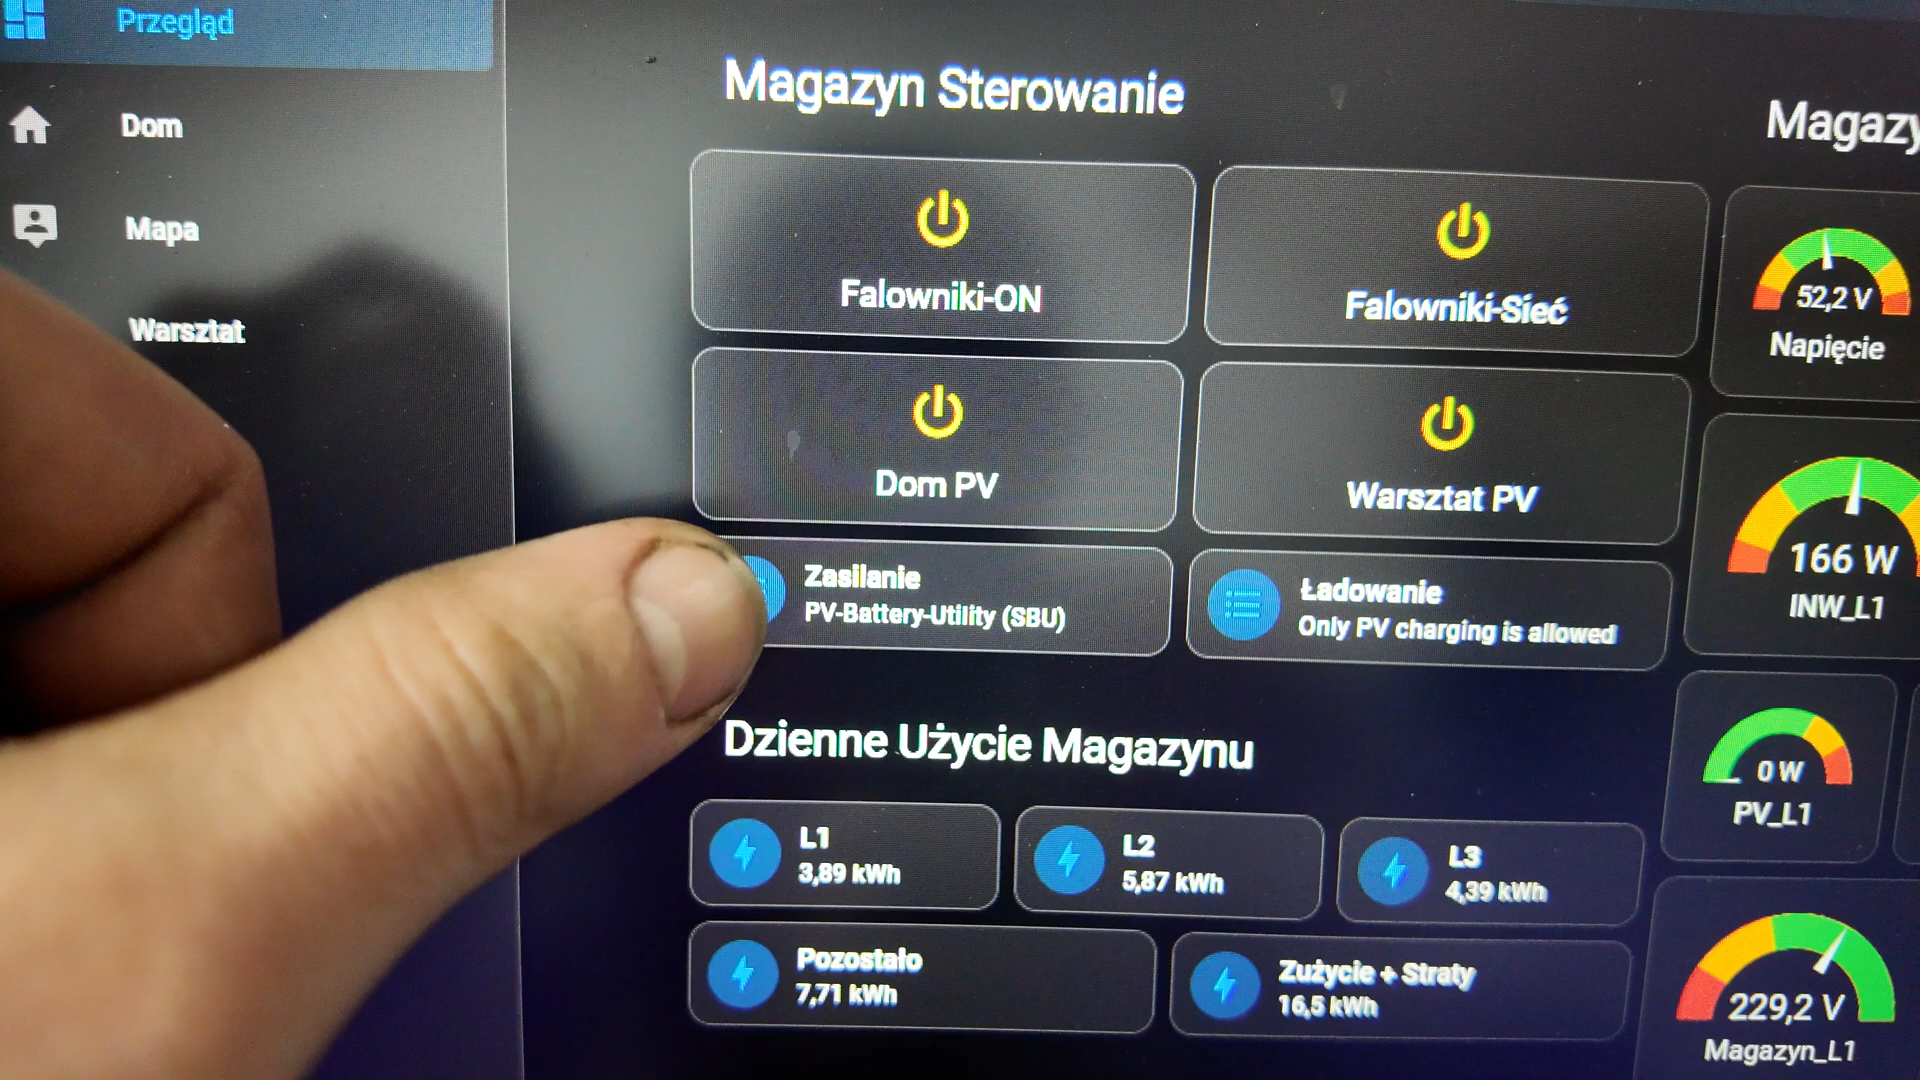 Przegląd
Dom
Mapa
Warsztat
Magazyn Sterowanie
Falowniki-ON
Falowniki-Sieć
Dom PV
Warsztat PV
Zasilanie
PV-Battery-Utility (SBU)
Ładowanie
Only PV charging is allowed
Dzienne Użycie Magazynu
L1
3,89 kWh
L2
5,87 kWh
L3
4,39 kWh
Pozostało
7,71 kWh
Zużycie + Straty
16,5 kWh
Magazy
52,2 V
Napięcie
166 W
INW_L1
0 W
PV_L1
229,2 V
Magazyn_L1